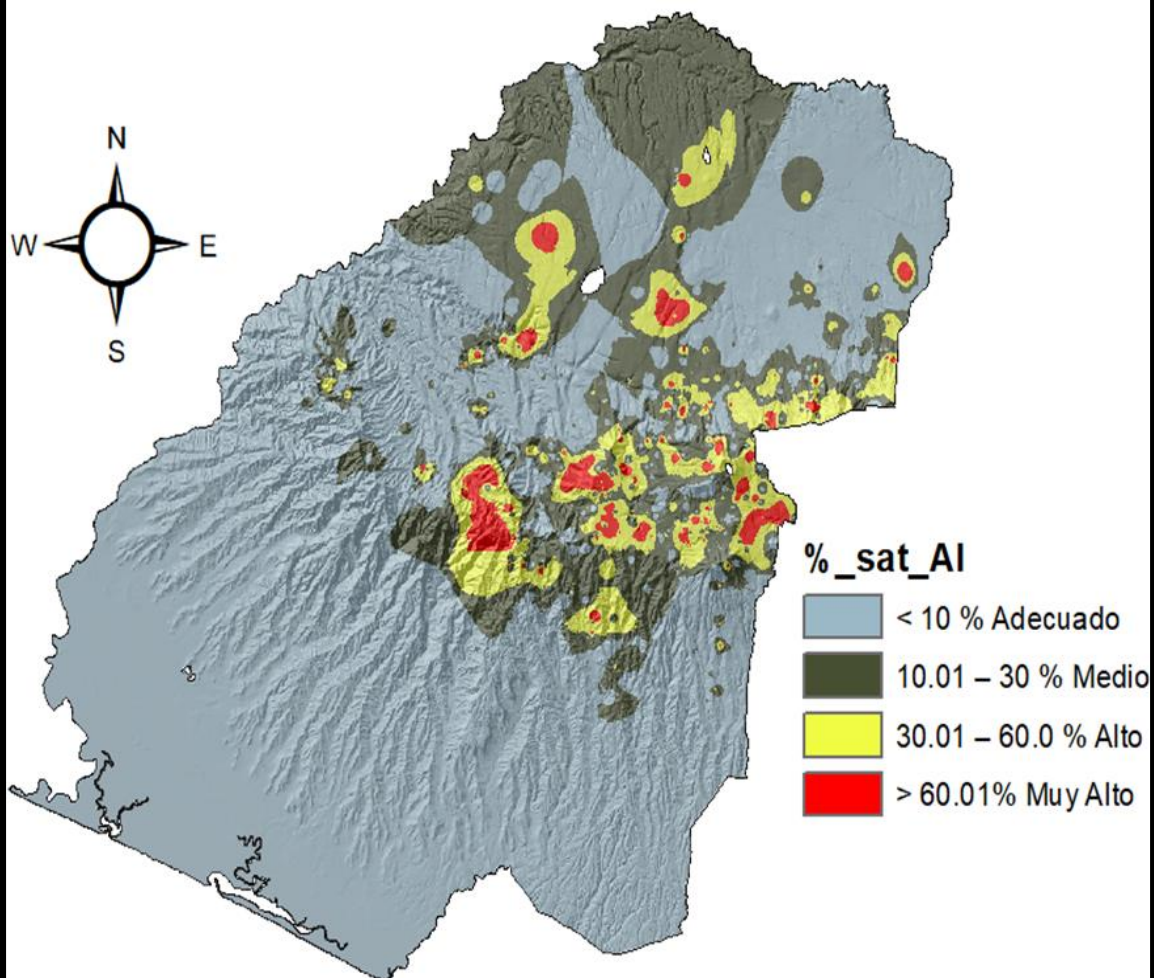 N
W E
S
%_sat_Al
< 10 % Adecuado
10.01 – 30 % Medio
30.01 – 60.0 % Alto
> 60.01% Muy Alto